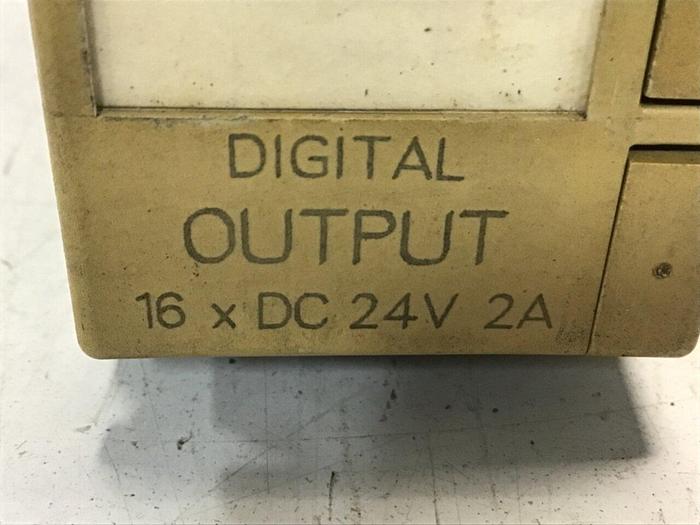 DIGITAL
OUTPUT
16 x DC 24V 2A